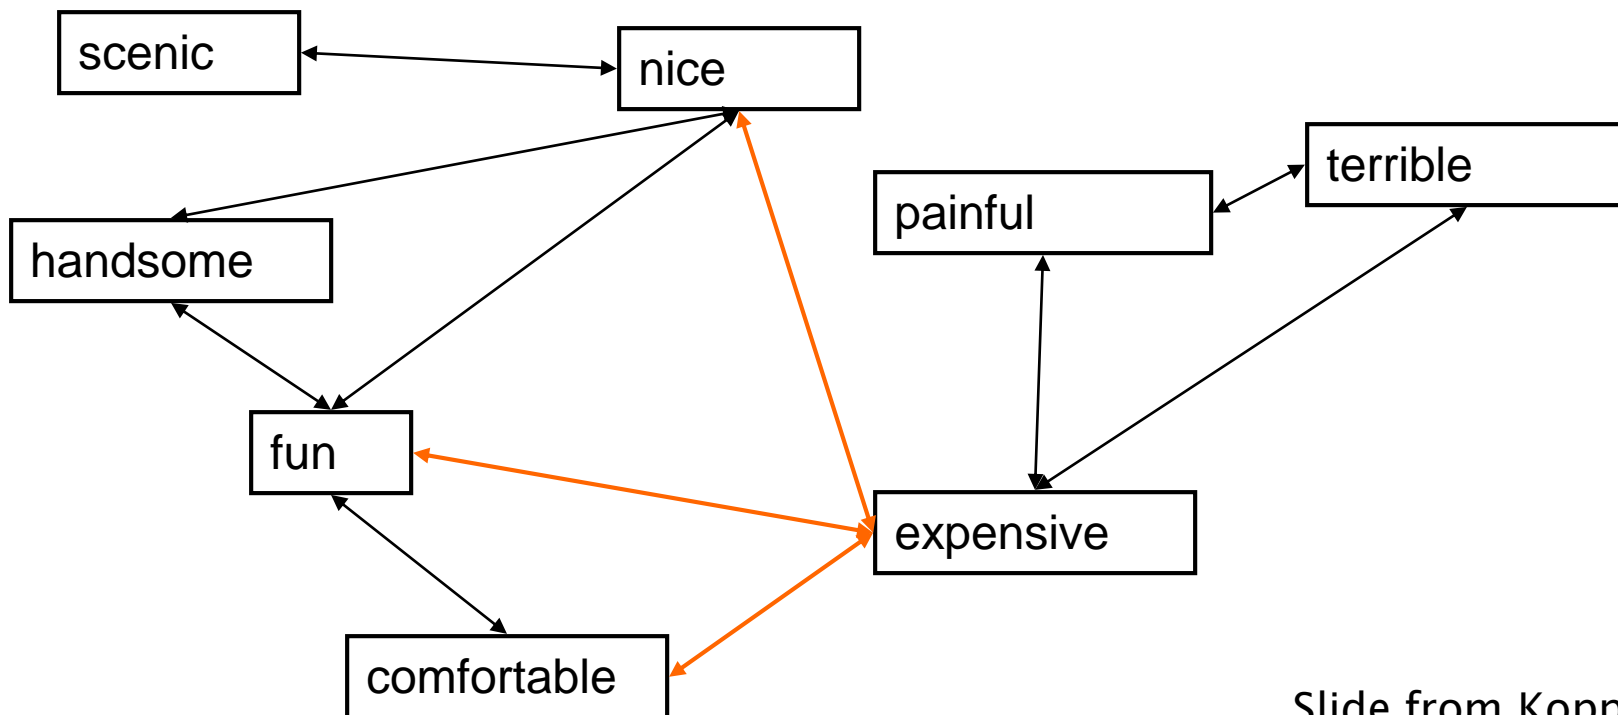 scenic
nice
terrible
painful
handsome
fun
expensive
comfortable
Slide from